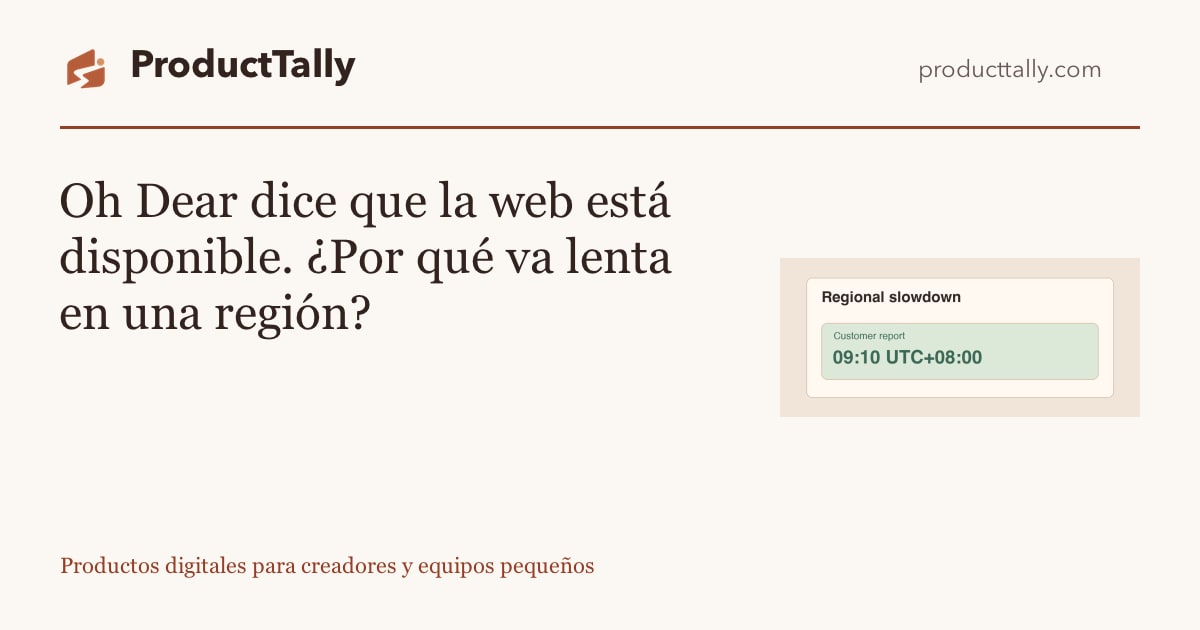 ProductTally
producttally.com
Oh Dear dice que la web está
disponible. ¿Por qué va lenta
en una región?
Regional slowdown
Customer report
09:10 UTC+08:00
Productos digitales para creadores y equipos pequeños